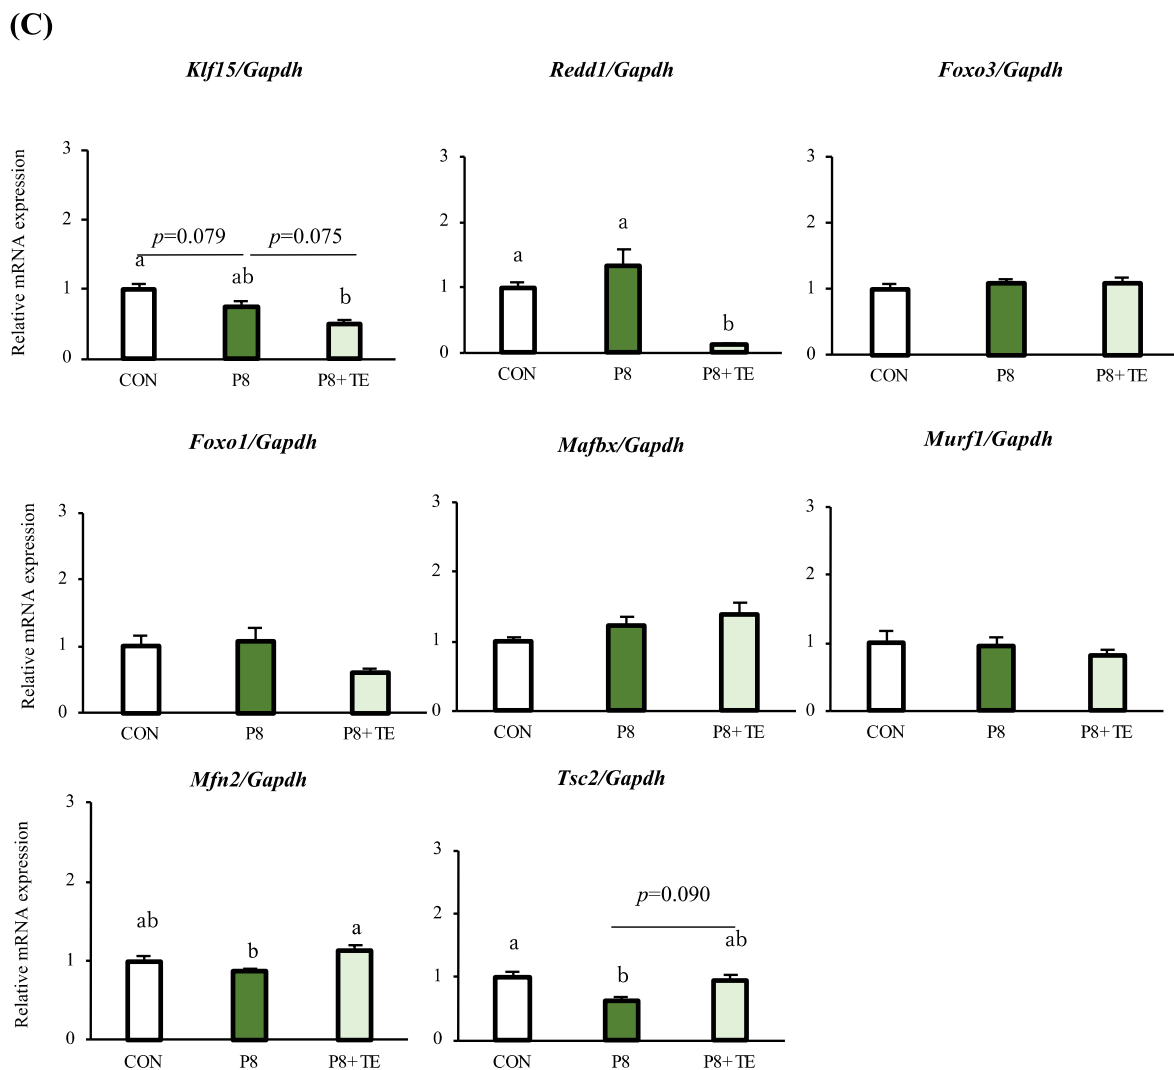 (C)
Klf15/Gapdh
Redd1/Gapdh
Foxo3/Gapdh
Relative mRNA expression
3
2
1
0
p=0.079
p=0.075
a
ab
b
CON
P8
P8+TE
3
2
1
0
a
a
b
CON
P8
P8+TE
3
2
1
0
CON
P8
P8+TE
Foxo1/Gapdh
Mafbx/Gapdh
Murf1/Gapdh
Relative mRNA expression
3
2
1
0
CON
P8
P8+TE
3
2
1
0
CON
P8
P8+TE
3
2
1
0
CON
P8
P8+TE
Mfn2/Gapdh
Tsc2/Gapdh
Relative mRNA expression
3
2
1
0
ab
b
a
CON
P8
P8+TE
3
2
1
0
p=0.090
a
b
ab
CON
P8
P8+TE